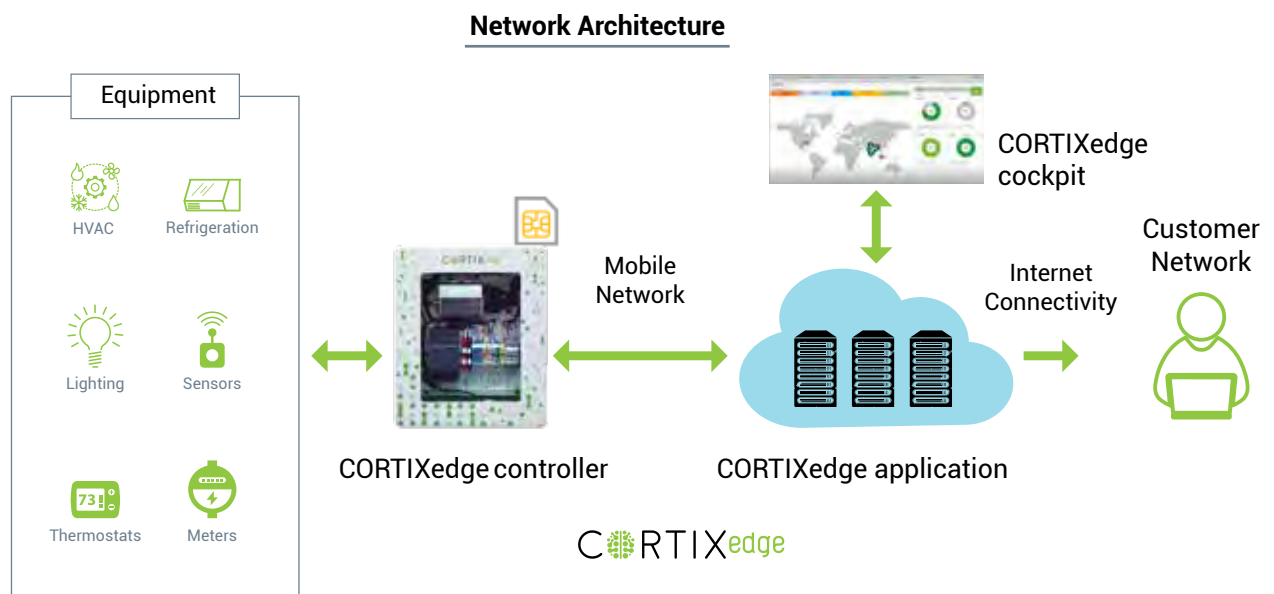 Network Architecture
Equipment
HVAC
Refrigeration
Lighting
Sensors
73
Thermostats
Meters
CORTIX
CORTIXedge controller
Mobile
Network
CORTIXedge
cockpit
CORTIXedge application
Internet
Connectivity
Customer
Network
CORTIXedge